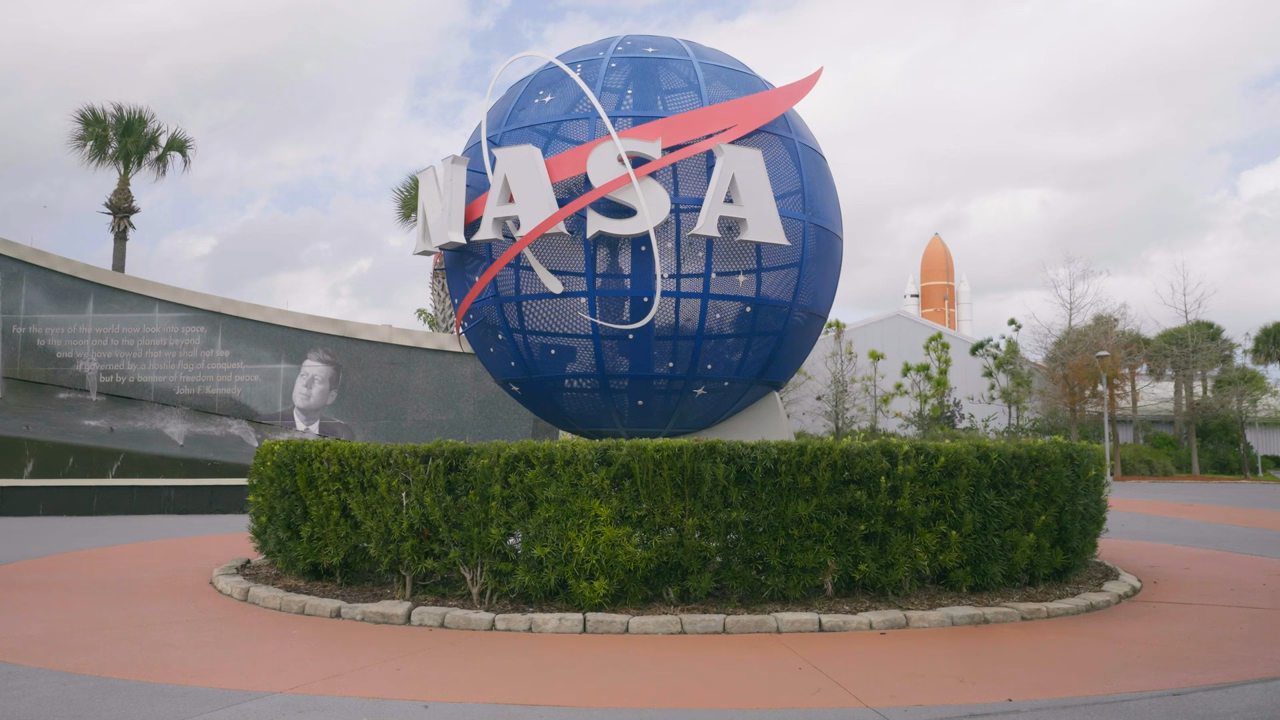 NASA
For the eyes of the world now look into space,
to the moon and to the planets beyond
and we have vowed that we shall not see
it governed by a hostile flag of conquest,
but by a banner of freedom and peace.
John F. Kennedy